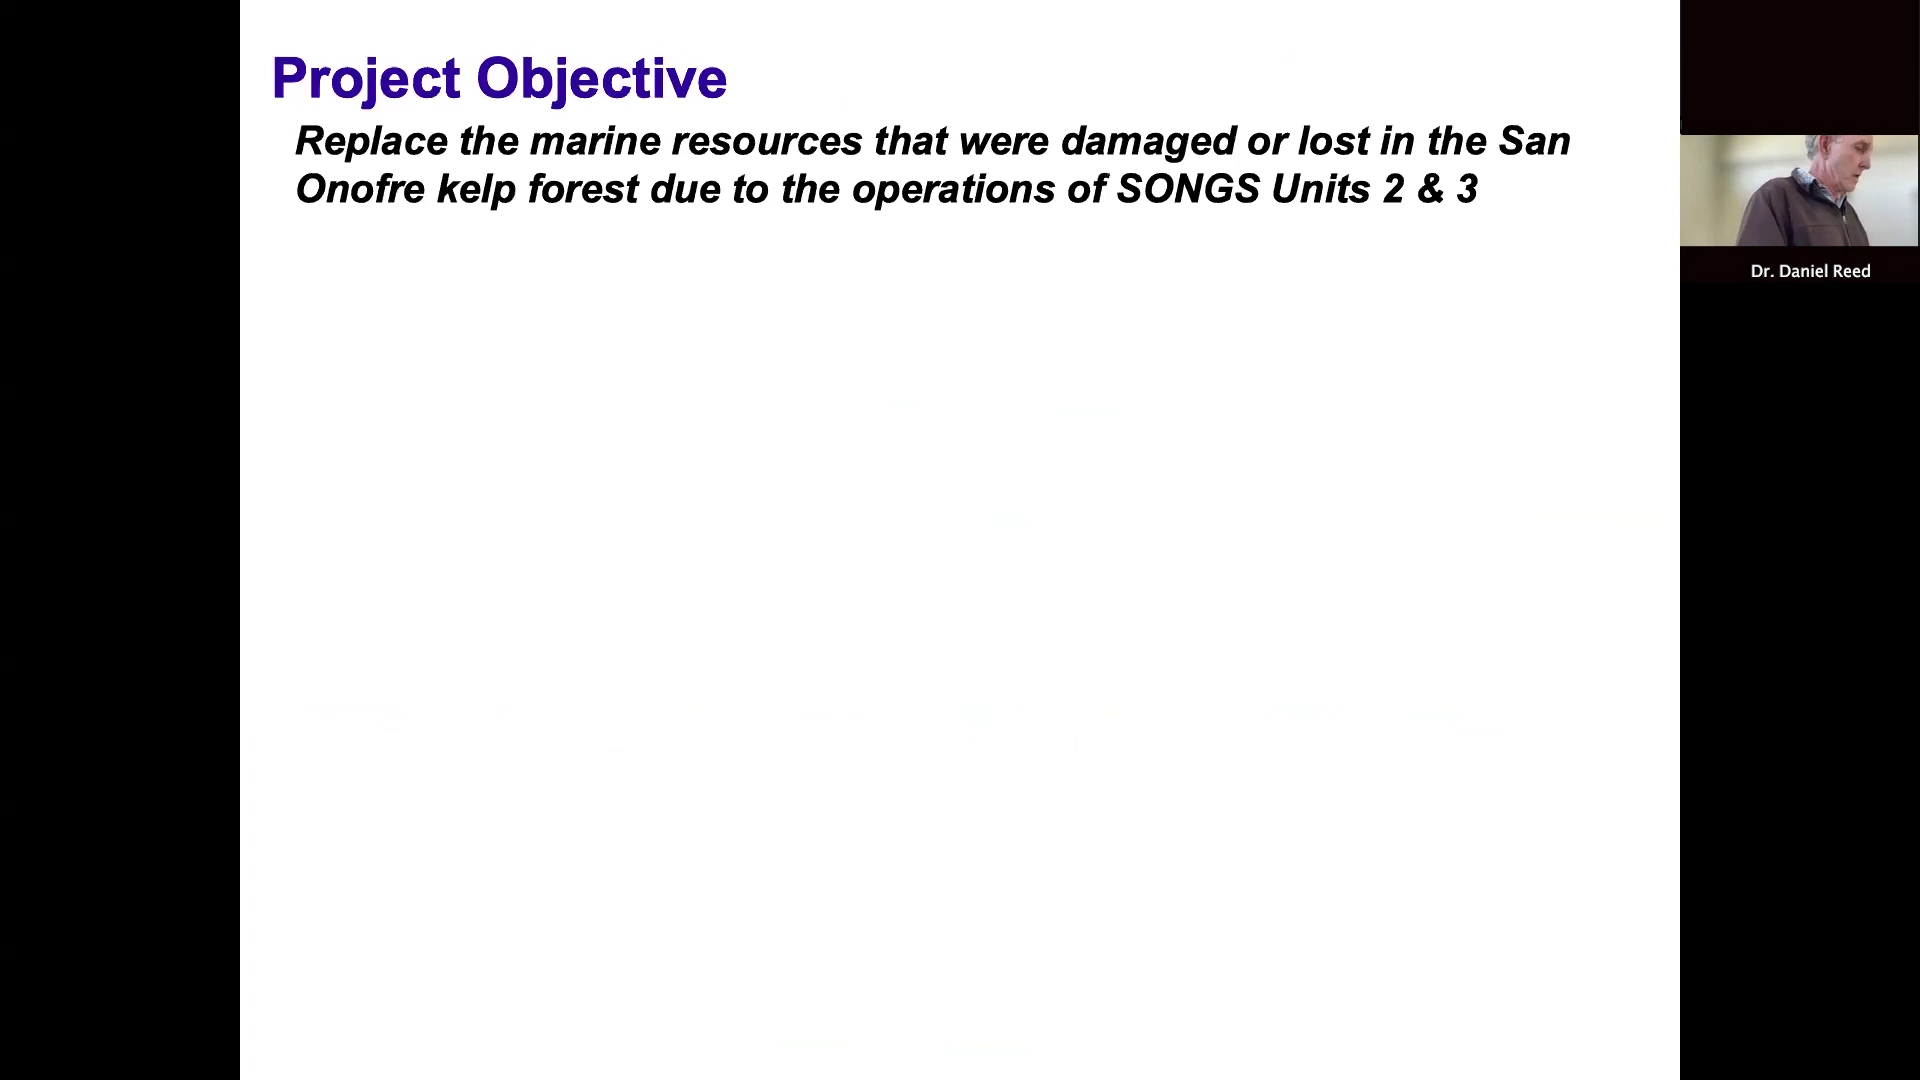 Project Objective
Replace the marine resources that were damaged or lost in the San
Onofre kelp forest due to the operations of SONGS Units 2 & 3
Dr. Daniel Reed